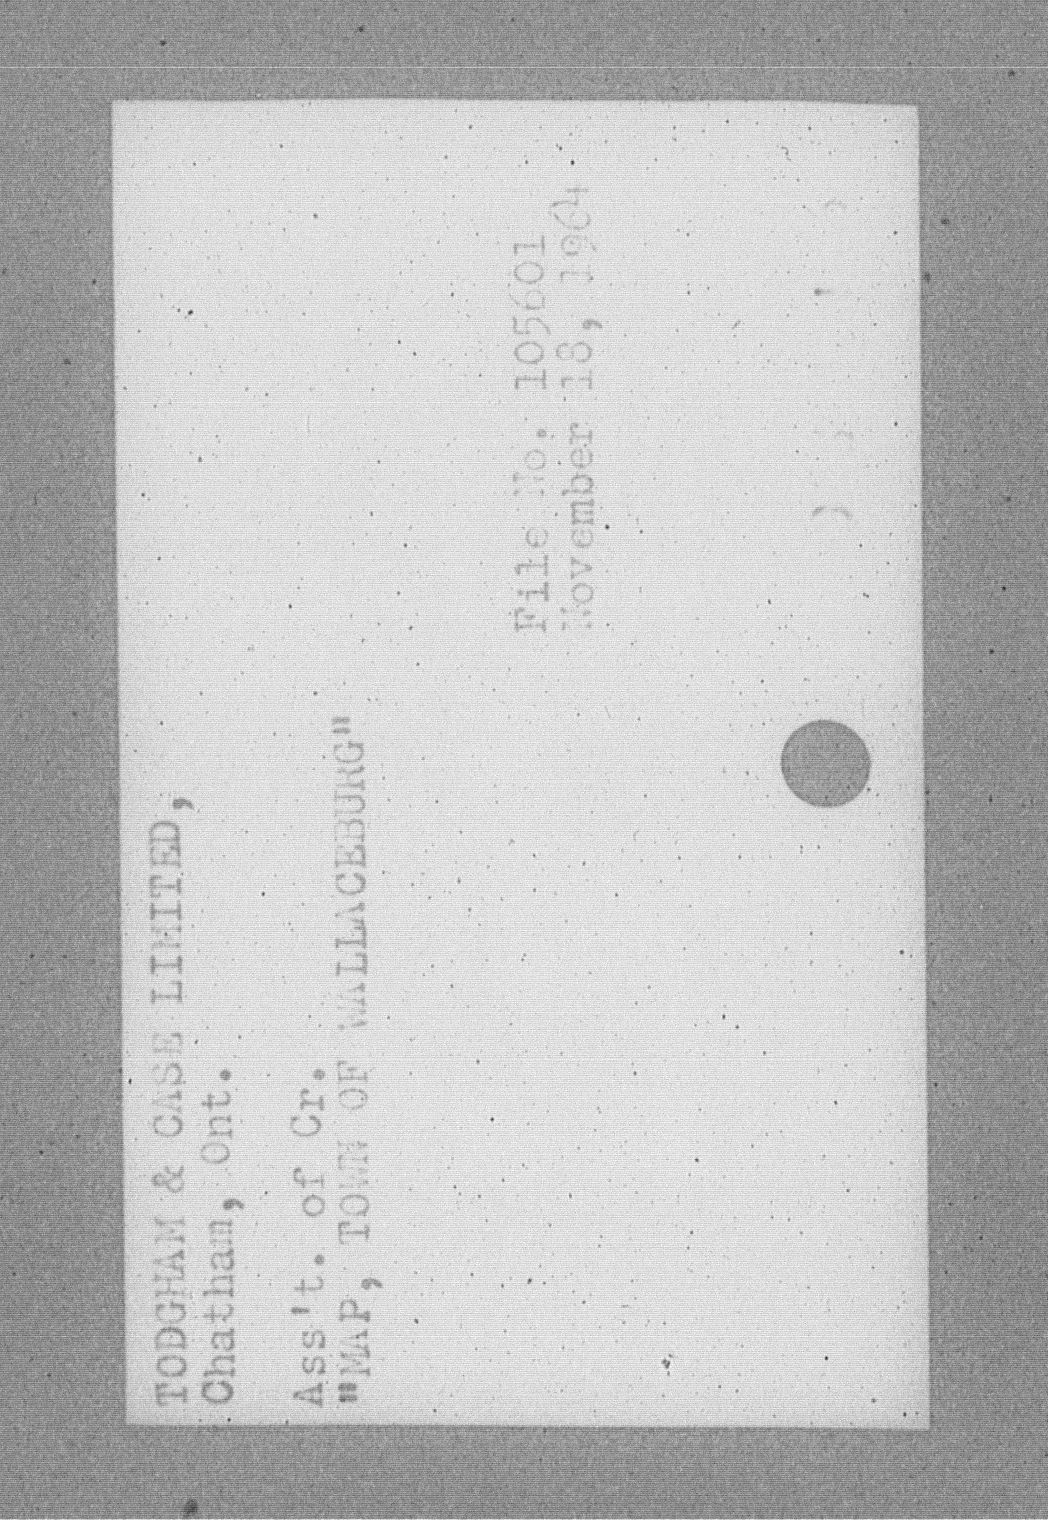 TODGHAM & CASE LIMITED,
Chatham, Ont.
Ass't. of Cr.
"MAP, TOWN OF WALLACEBURG"
File No. 105601
November 18, 1964